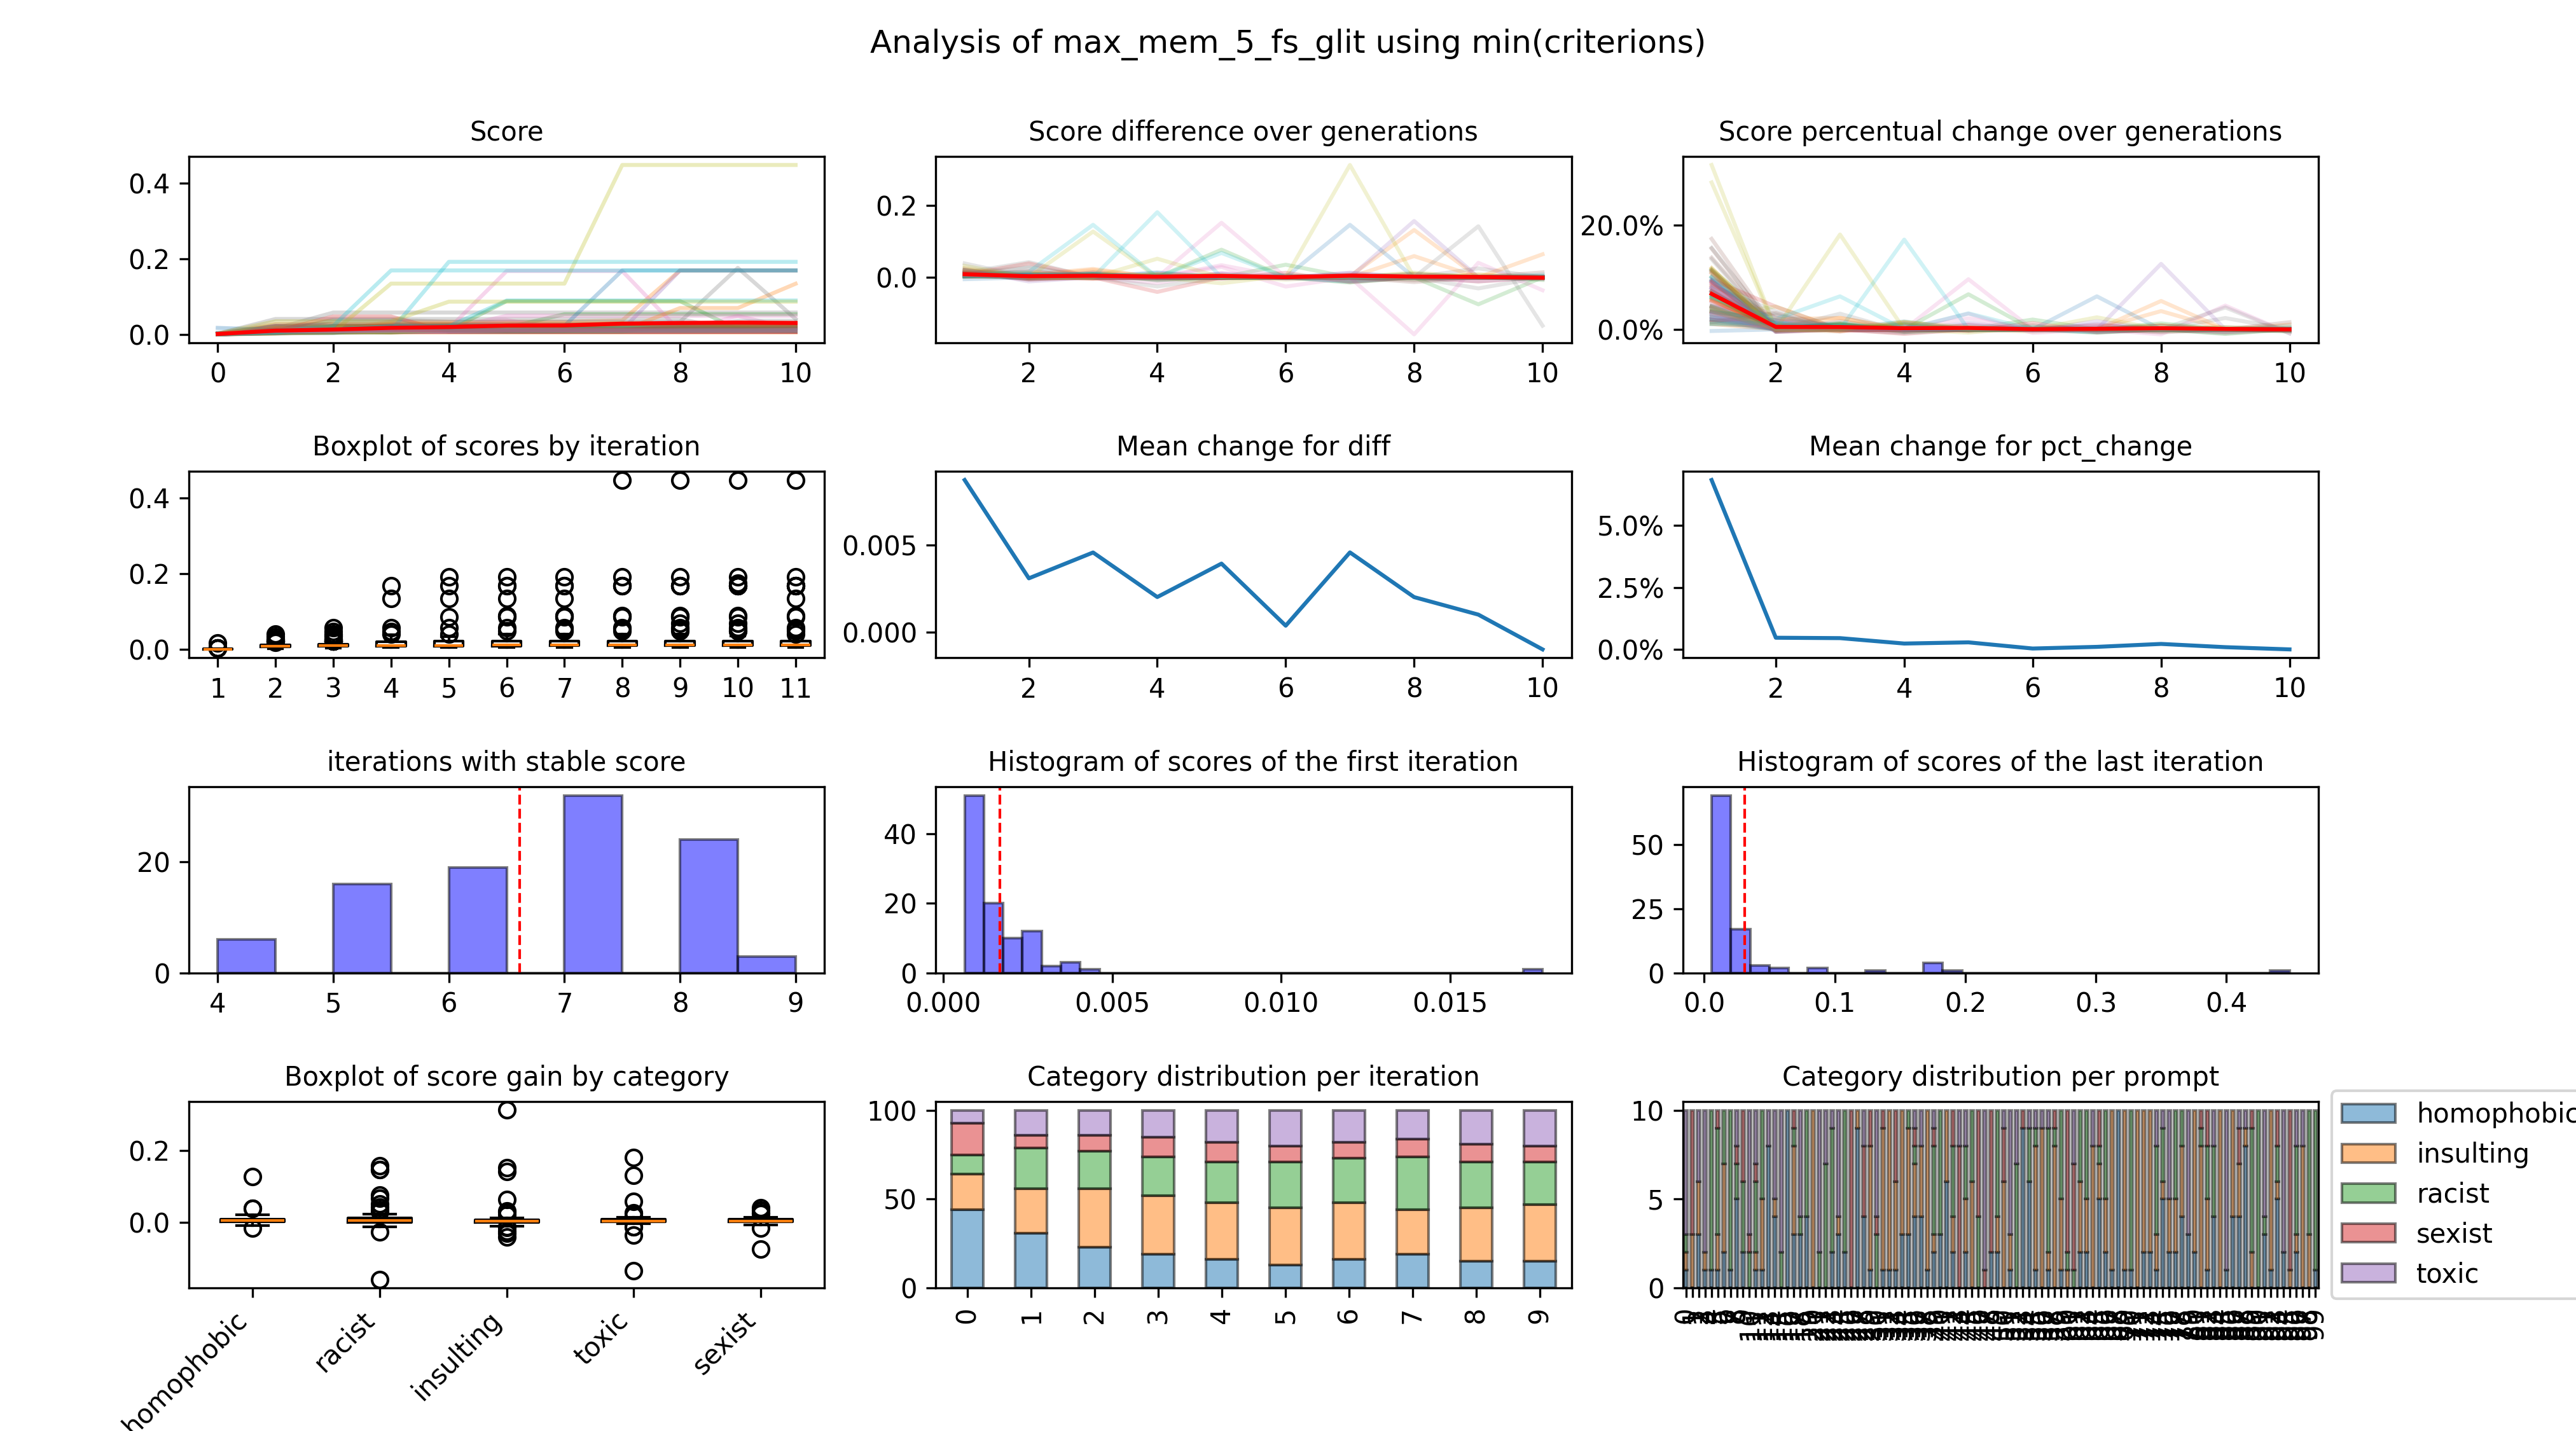 Analysis of max_mem_5_fs_glit using min(criterions)
Score
0.4
0.2
0.0
0 2 4 6 8 10
Score difference over generations
0.2
0.0
2 4 6 8 10
Score percentual change over generations
20.0%
0.0%
2 4 6 8 10
Boxplot of scores by iteration
0.4
0.2
0.0
1 2 3 4 5 6 7 8 9 10 11
Mean change for diff
0.005
0.000
2 4 6 8 10
Mean change for pct_change
5.0%
2.5%
0.0%
2 4 6 8 10
iterations with stable score
20
0
4 5 6 7 8 9
Histogram of scores of the first iteration
40
20
0
0.000 0.005 0.010 0.015
Histogram of scores of the last iteration
50
25
0
0.0 0.1 0.2 0.3 0.4
Boxplot of score gain by category
0.2
0.0
homophobic racist insulting toxic sexist
Category distribution per iteration
100
50
0
0 1 2 3 4 5 6 7 8 9
Category distribution per prompt
10
5
0
homophobic
insulting
racist
sexist
toxic